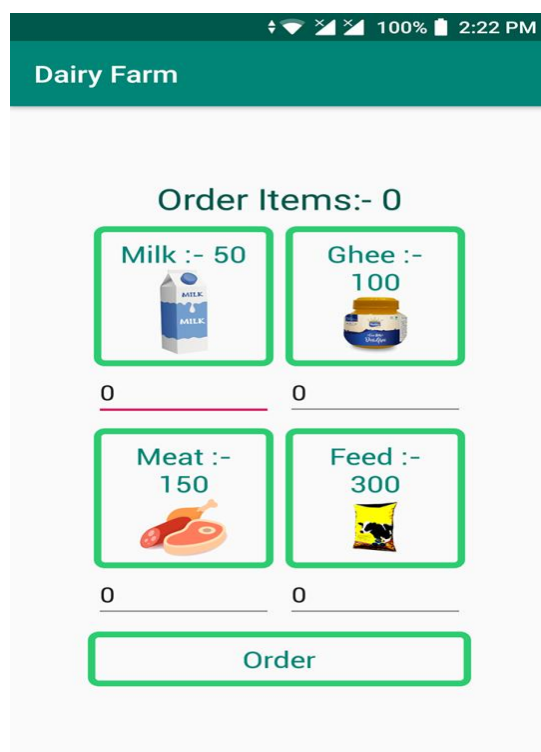 100% 2:22 PM
Dairy Farm
Order Items:- 0
Milk :- 50
MILK
MILK
Ghee :-
100
0
0
Meat :-
150
Feed :-
300
0
0
Order